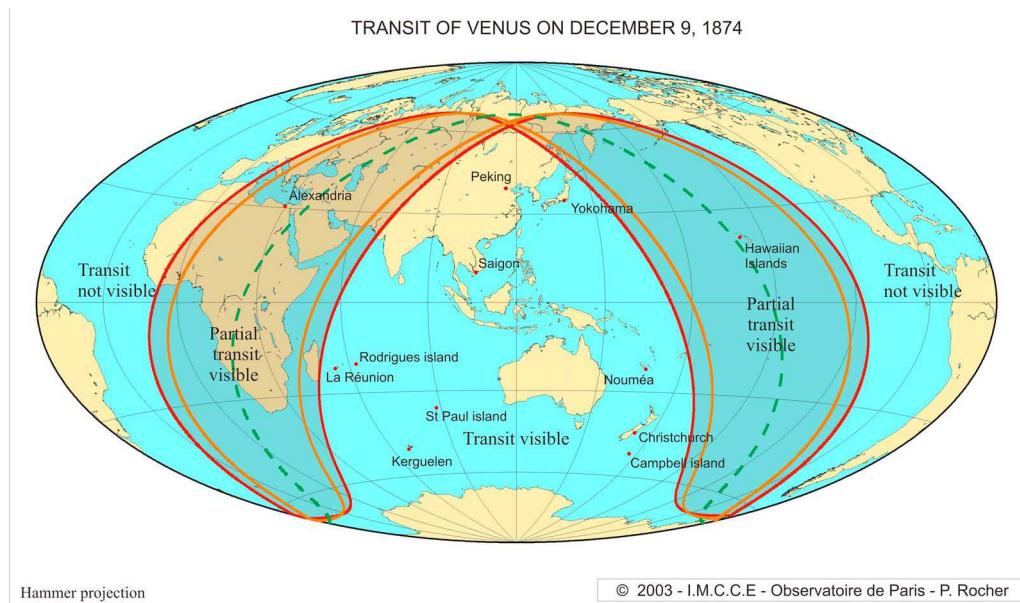 TRANSIT OF VENUS ON DECEMBER 9, 1874
Peking
Alexandria
Yokohama
Hawaiian
Islands
Saigon
Transit
not visible
Transit
not visible
Partial
transit
visible
Partial
transit
visible
Rodrigues island
La Réunion
Nouméa
St Paul island
Transit visible
Christchurch
Kerguelen
Campbell island
Hammer projection
© 2003 - I.M.C.C.E - Observatoire de Paris - P. Rocher